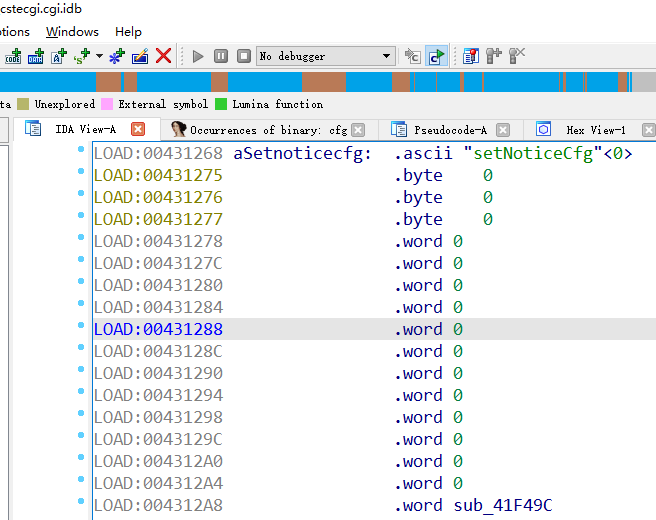 cstecgi.cgi.idb
ptions Windows Help
No debugger
ta Unexplored External symbol Lumina function
IDA View-A Occurrences of binary: cfg Pseudocode-A Hex View-1
LOAD:00431268 aSetnoticecfg: .ascii "setNoticeCfg"<0>
LOAD:00431275 .byte 0
LOAD:00431276 .byte 0
LOAD:00431277 .byte 0
LOAD:00431278 .word 0
LOAD:0043127C .word 0
LOAD:00431280 .word 0
LOAD:00431284 .word 0
LOAD:00431288 .word 0
LOAD:0043128C .word 0
LOAD:00431290 .word 0
LOAD:00431294 .word 0
LOAD:00431298 .word 0
LOAD:0043129C .word 0
LOAD:004312A0 .word 0
LOAD:004312A4 .word 0
LOAD:004312A8 .word sub_41F49C